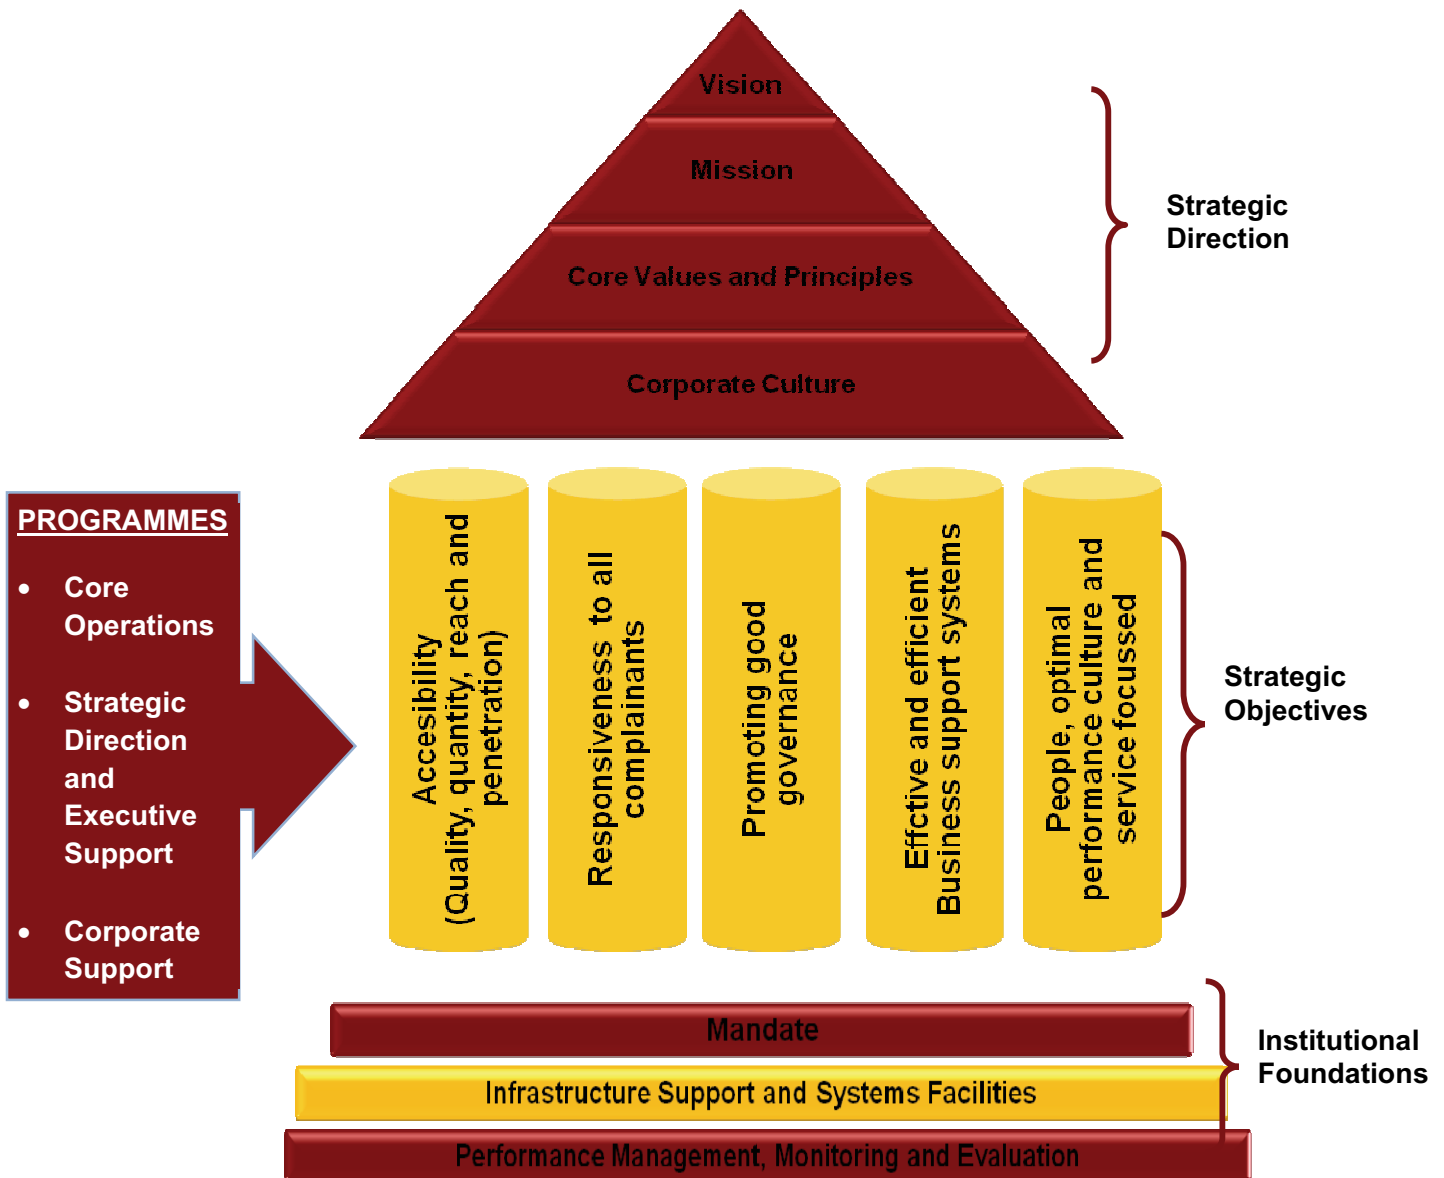 Vision
Mission
Core Values and Principles
Corporate Culture
Strategic
Direction
PROGRAMMES
• Core
Operations
• Strategic
Direction
and
Executive
Support
• Corporate
Support
Accesibility
(Quality, quantity, reach and
penetration)
Responsiveness to all
complainants
Promoting good
governance
Effctive and efficient
Business support systems
People, optimal
performance culture and
service focussed
Strategic
Objectives
Mandate
Infrastructure Support and Systems Facilities
Performance Management, Monitoring and Evaluation
Institutional
Foundations